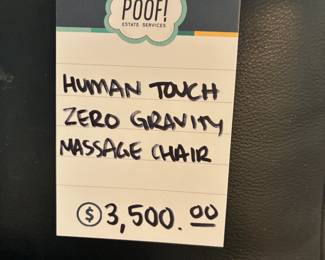 POOF!
ESTATE SERVICES
HUMAN TOUCH
ZERO GRAVITY
MASSAGE CHAIR
$ 3,500.00